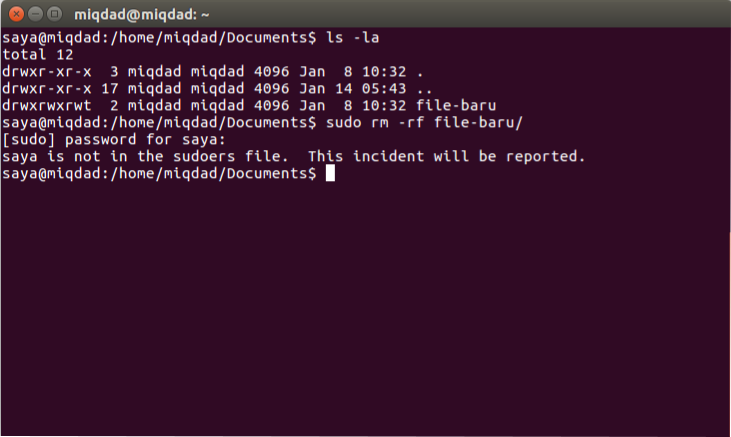 miqdad@miqdad: ~
saya@miqdad:/home/miqdad/Documents$ ls -la
total 12
drwxr-xr-x  3 miqdad miqdad 4096 Jan  8 10:32 .
drwxr-xr-x 17 miqdad miqdad 4096 Jan 14 05:43 ..
drwxrwxrwt  2 miqdad miqdad 4096 Jan  8 10:32 file-baru
saya@miqdad:/home/miqdad/Documents$ sudo rm -rf file-baru/
[sudo] password for saya:
saya is not in the sudoers file.  This incident will be reported.
saya@miqdad:/home/miqdad/Documents$